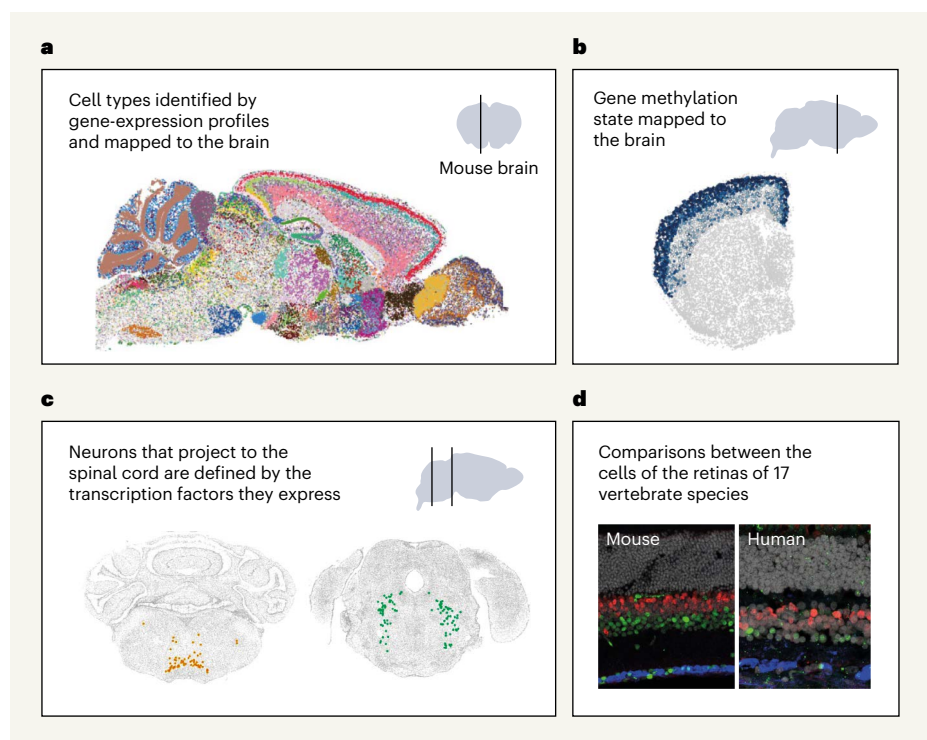 a
Cell types identified by
gene-expression profiles
and mapped to the brain
Mouse brain
b
Gene methylation
state mapped to
the brain
c
Neurons that project to the
spinal cord are defined by the
transcription factors they express
d
Comparisons between the
cells of the retinas of 17
vertebrate species
Mouse
Human